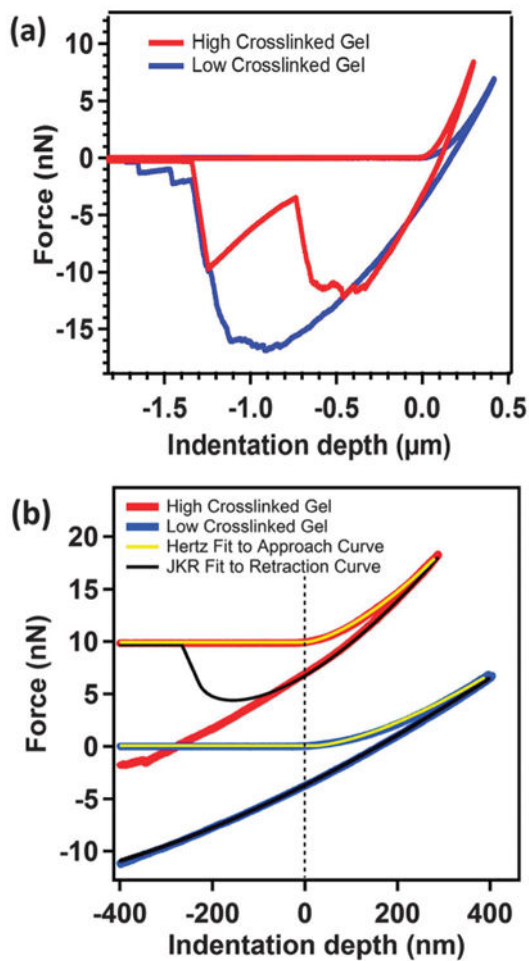 (a)
High Crosslinked Gel
Low Crosslinked Gel
10
5
0
-5
-10
-15
Force (nN)
-1.5
-1.0
-0.5
0.0
0.5
Indentation depth (µm)
(b)
High Crosslinked Gel
Low Crosslinked Gel
Hertz Fit to Approach Curve
JKR Fit to Retraction Curve
20
10
0
-10
Force (nN)
-400
-200
0
200
400
Indentation depth (nm)